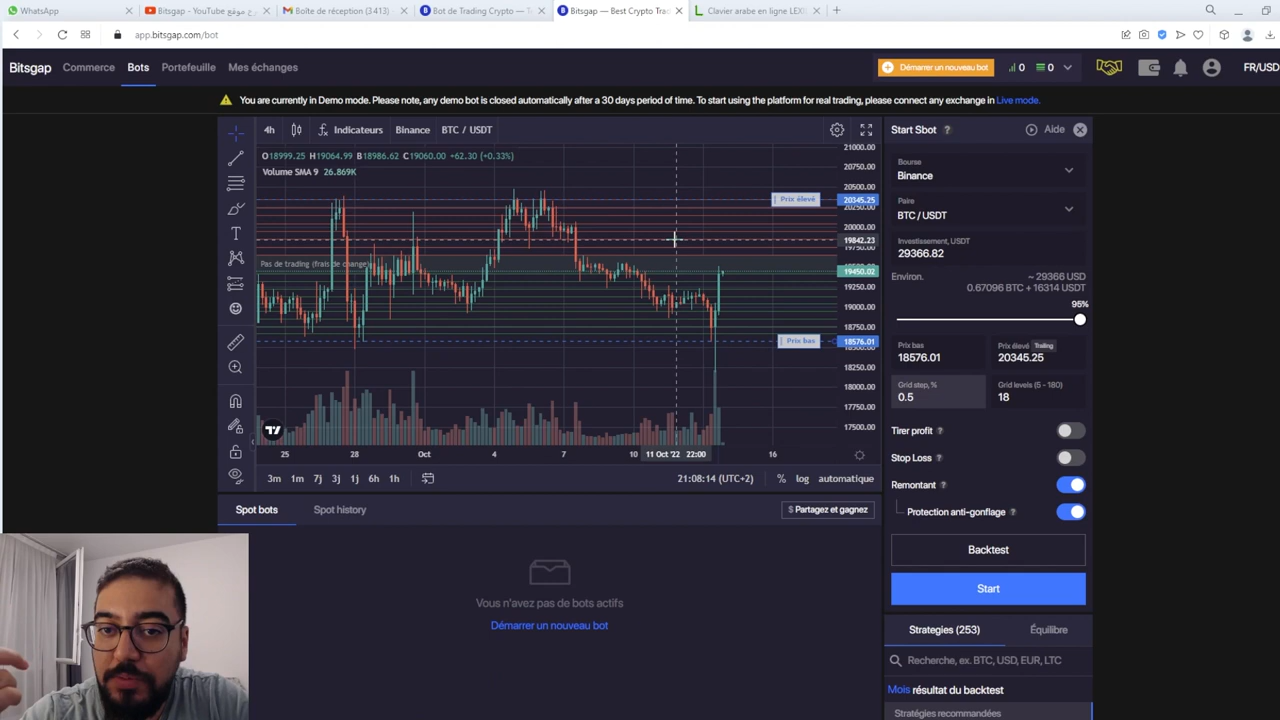 WhatsApp
Bitsgap - YouTube
Boîte de réception (3 413)
Bot de Trading Crypto —
Bitsgap — Best Crypto Tra
Clavier arabe en ligne LEXI
app.bitsgap.com/bot
Bitsgap Commerce Bots Portefeuille Mes échanges
Démarrer un nouveau bot 0 0 FR/USD
You are currently in Demo mode. Please note, any demo bot is closed automatically after a 30 days period of time. To start using the platform for real trading, please connect any exchange in Live mode.
4h Indicateurs Binance BTC / USDT
O18999.25 H19064.99 B18986.62 C19060.00 +62.30 (+0.33%)
Volume SMA 9 26.869K
Pas de trading (frais de change)
Prix élevé
Prix bas
21000.00
20750.00
20500.00
20345.25
20250.00
20000.00
19842.23
19750.00
19450.02
19250.00
19000.00
18750.00
18576.01
18500.00
18250.00
18000.00
17750.00
17500.00
25 28 Oct 4 7 10 11 Oct '22 22:00 16
3m 1m 7j 3j 1j 6h 1h 21:08:14 (UTC+2) % log automatique
Spot bots Spot history $ Partagez et gagnez
Vous n'avez pas de bots actifs
Démarrer un nouveau bot
Start Sbot ? Aide
Bourse
Binance
Paire
BTC / USDT
Investissement, USDT
29366.82
Environ. ~ 29366 USD
0.67096 BTC + 16314 USDT
95%
Prix bas Prix élevé Trailing
18576.01 20345.25
Grid step, % Grid levels (5 - 180)
0.5 18
Tirer profit ?
Stop Loss ?
Remontant ?
Protection anti-gonflage ?
Backtest
Start
Strategies (253) Équilibre
Recherche, ex. BTC, USD, EUR, LTC
Mois résultat du backtest
Stratégies recommandées